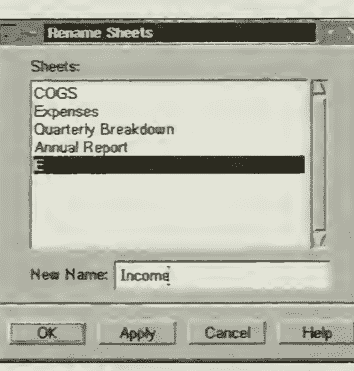 Rename Sheets
Sheets:
COGS
Expenses
Quarterly Breakdown
Annual Report
E
New Name: Income
OK Apply Cancel Help